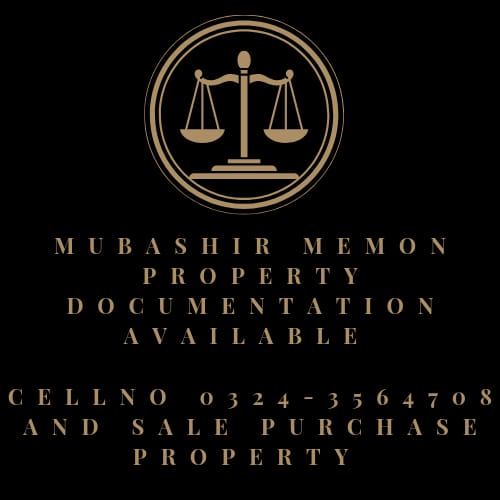 MUBASHIR MEMON
PROPERTY
DOCUMENTATION
AVAILABLE
CELLNO 0324-3564708
AND SALE PURCHASE
PROPERTY